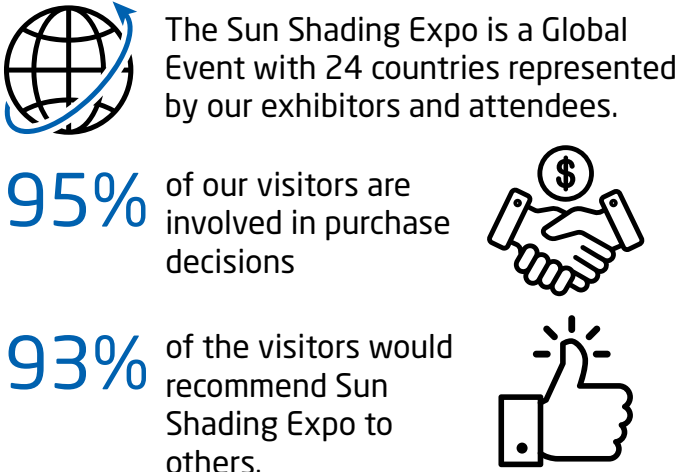 The Sun Shading Expo is a Global
Event with 24 countries represented
by our exhibitors and attendees.
95%
of our visitors are
involved in purchase
decisions
$
93%
of the visitors would
recommend Sun
Shading Expo to
others.